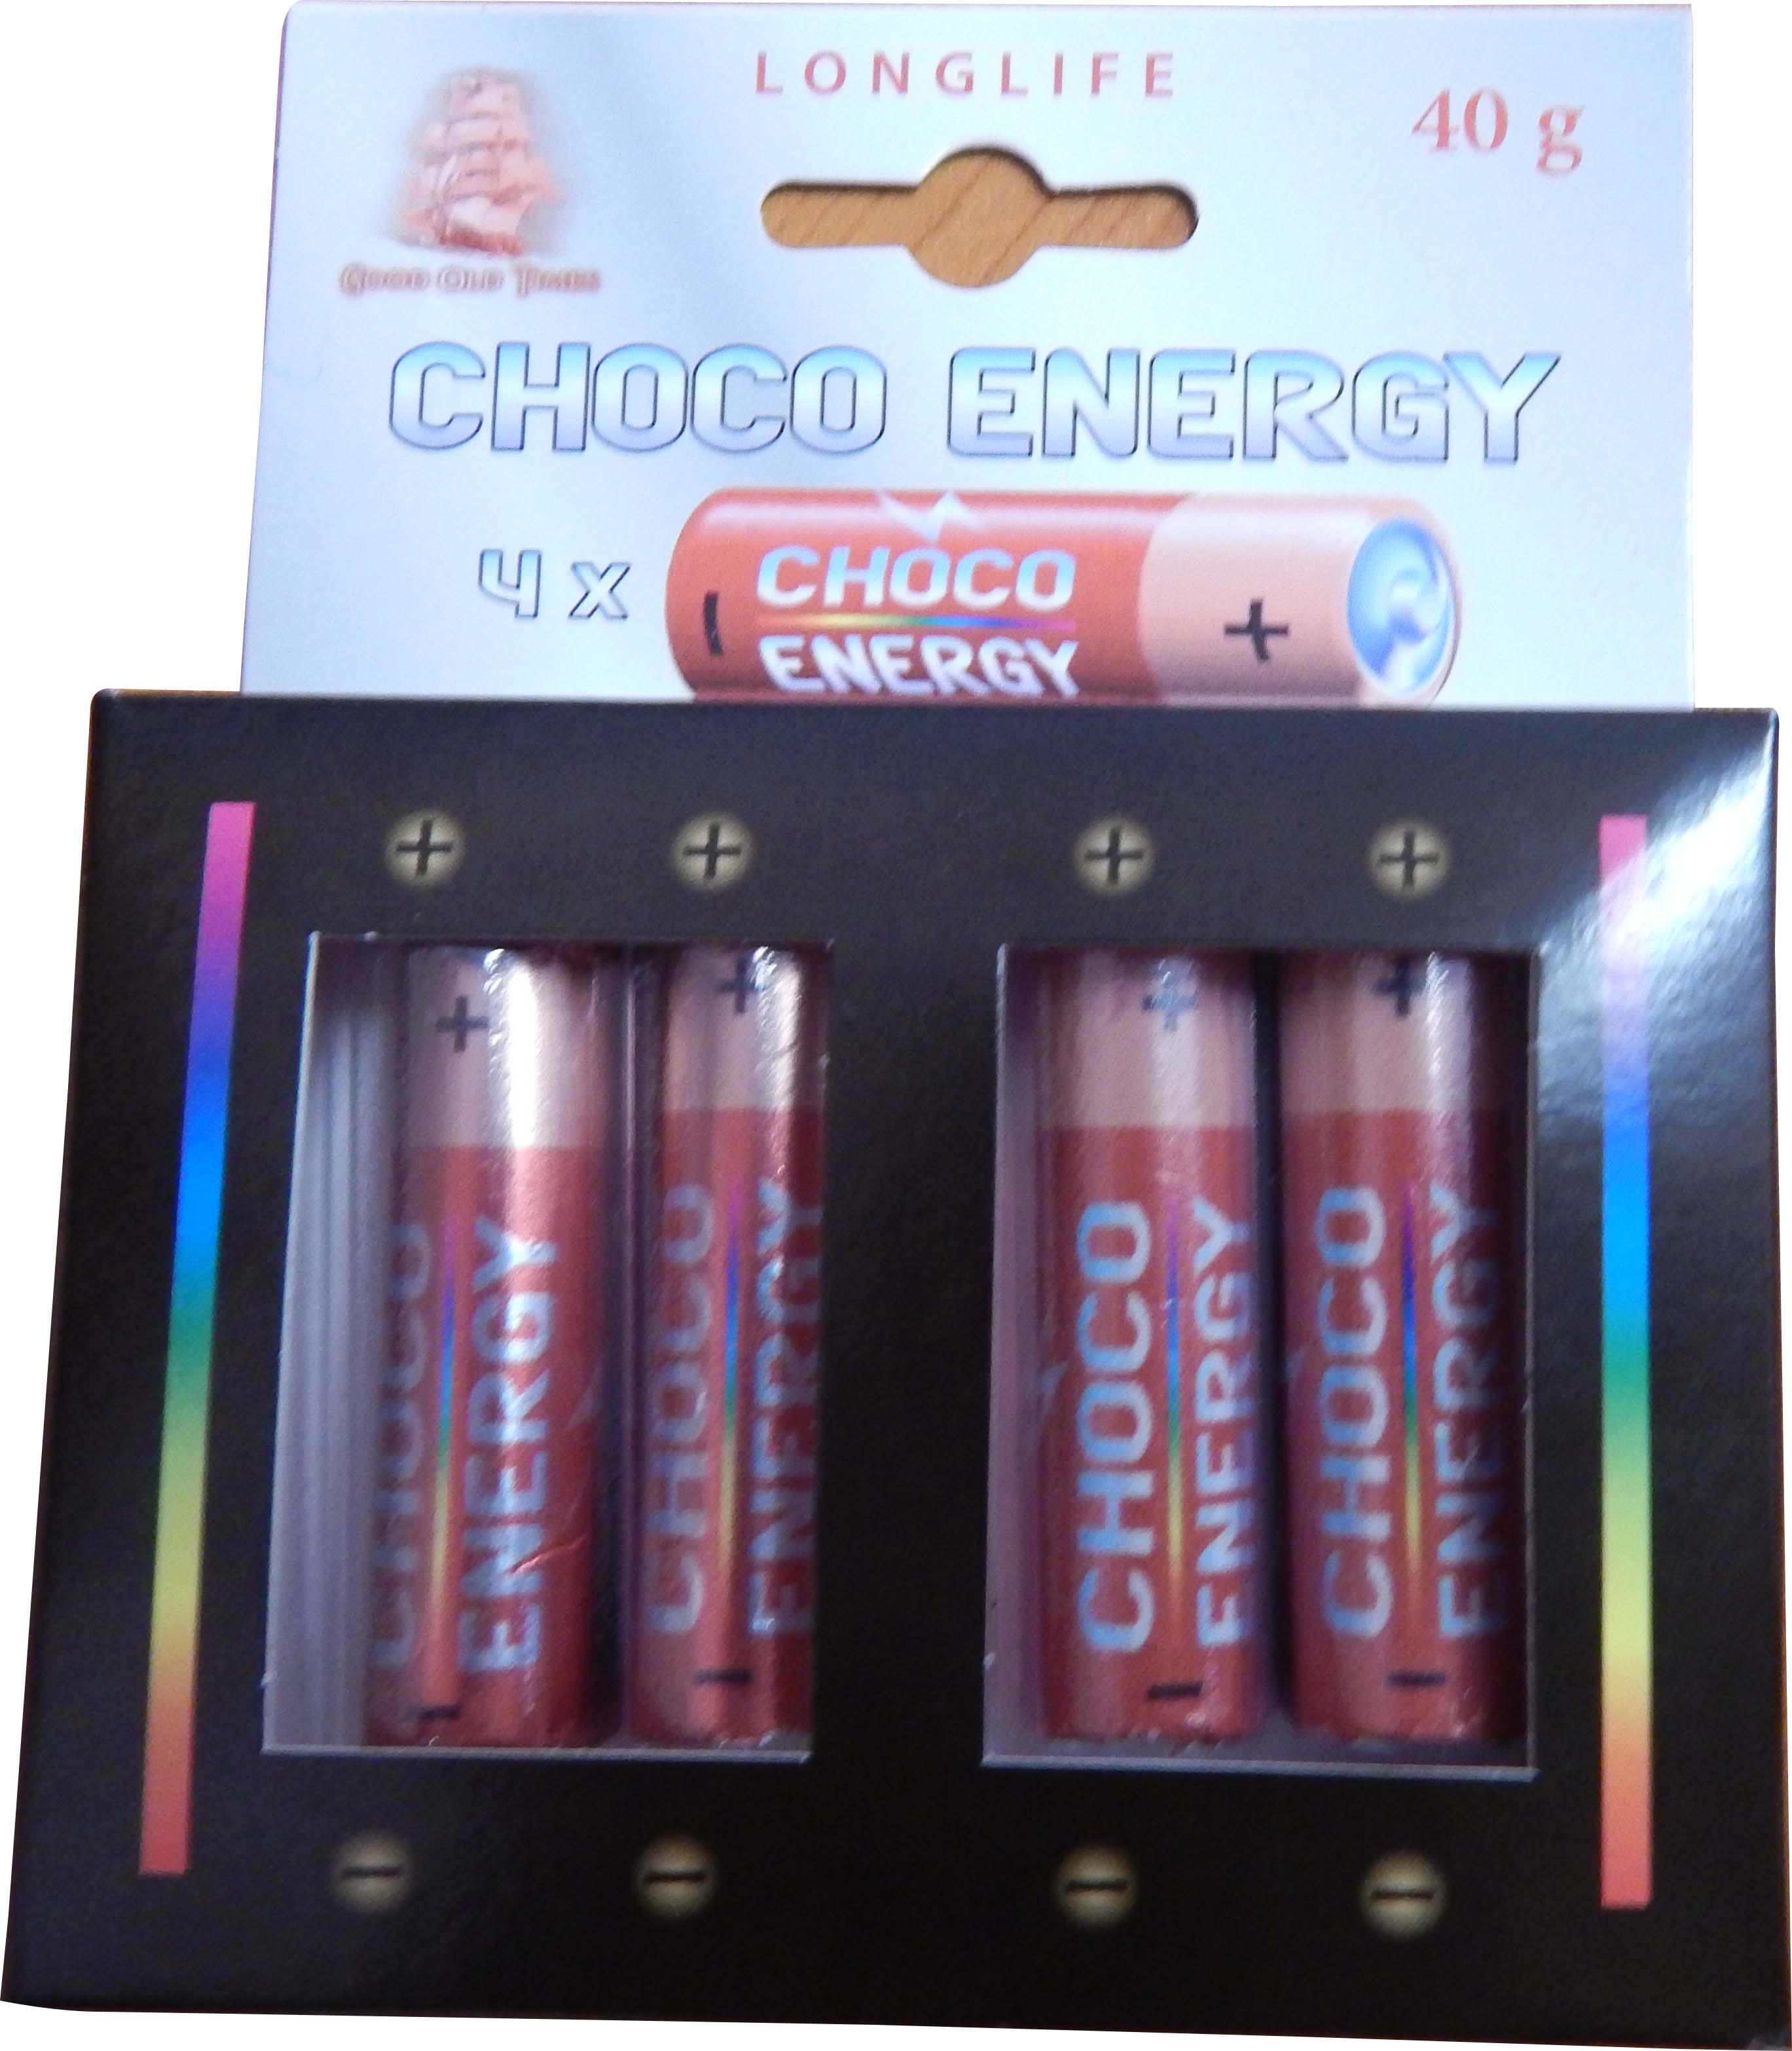 LONGLIFE
40 g
Good Old Times
CHOCO ENERGY
4 x
CHOCO
ENERGY
- +
+ + + +
+ + + +
CHOCO ENERGY
CHOCO ENERGY
CHOCO ENERGY
CHOCO ENERGY
- - - -
- - - -